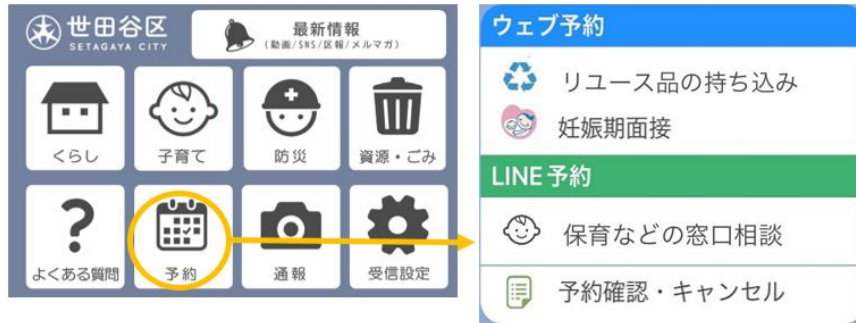 世田谷区
SETAGAYA CITY
最新情報
(動画/SNS/区報/メルマガ)
くらし
子育て
防災
資源・ごみ
?
よくある質問
予約
通報
受信設定
ウェブ予約
リユース品の持ち込み
妊娠期面接
LINE予約
保育などの窓口相談
予約確認・キャンセル